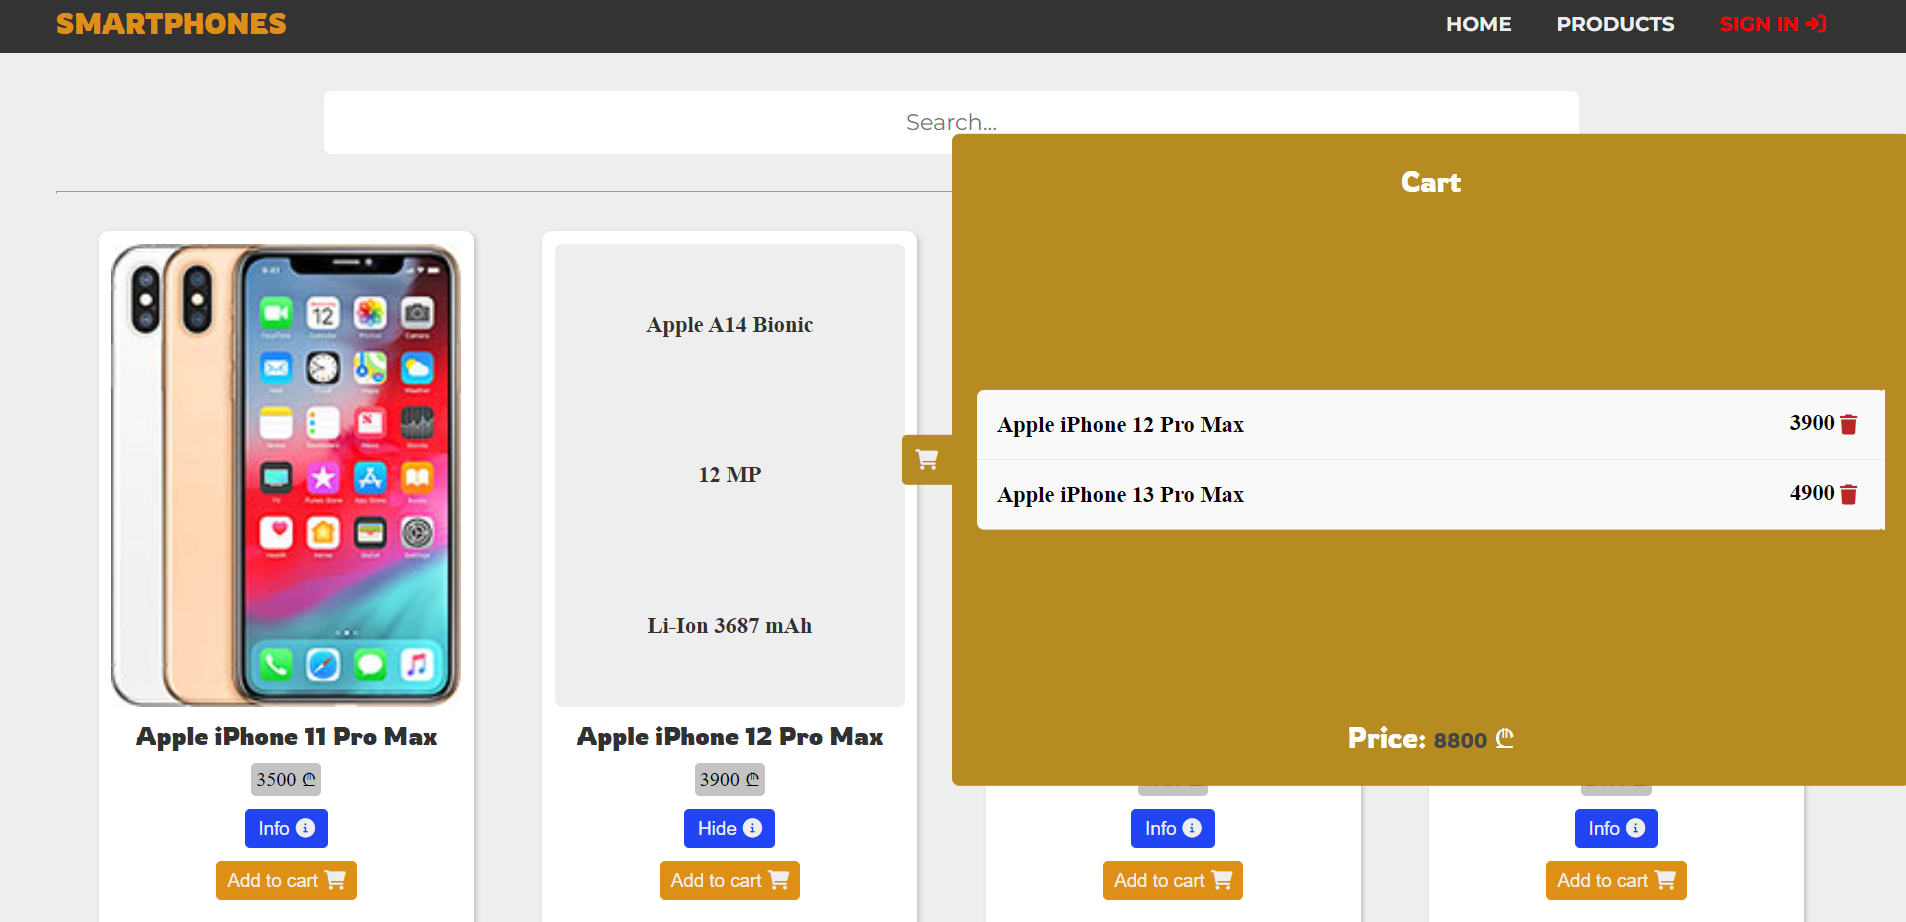 SMARTPHONES
HOME PRODUCTS SIGN IN
Search...
Cart
Apple iPhone 12 Pro Max 3900
Apple iPhone 13 Pro Max 4900
Price: 8800 ₾
12
Apple iPhone 11 Pro Max
3500 ₾
Info
Add to cart
Apple A14 Bionic
12 MP
Li-Ion 3687 mAh
Apple iPhone 12 Pro Max
3900 ₾
Hide
Add to cart
Info
Add to cart
Info
Add to cart